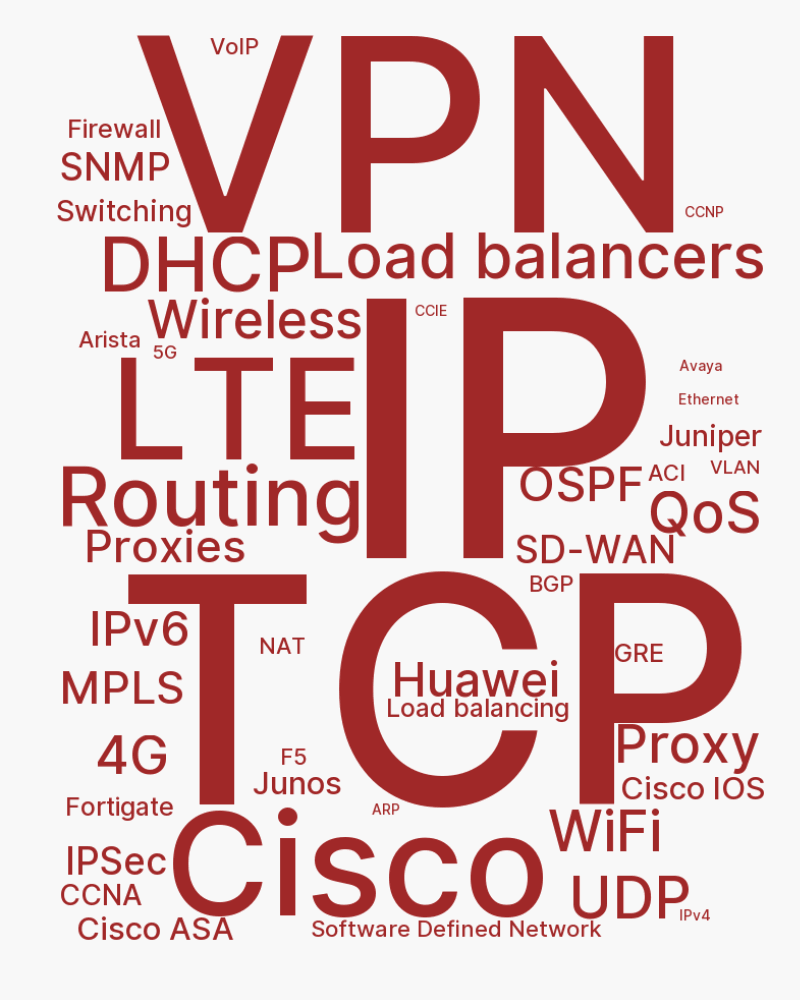 VoIP
VPN
Firewall
SNMP
Switching
CCNP
DHCP
Load balancers
Wireless
CCIE
Arista
5G
IP
LTE
Avaya
Ethernet
Juniper
Routing
OSPF
ACI
VLAN
QoS
Proxies
SD-WAN
TCP
BGP
IPv6
NAT
GRE
Huawei
MPLS
Load balancing
4G
F5
Proxy
Junos
Cisco IOS
Fortigate
ARP
Cisco
WiFi
IPSec
CCNA
UDP
IPv4
Cisco ASA
Software Defined Network